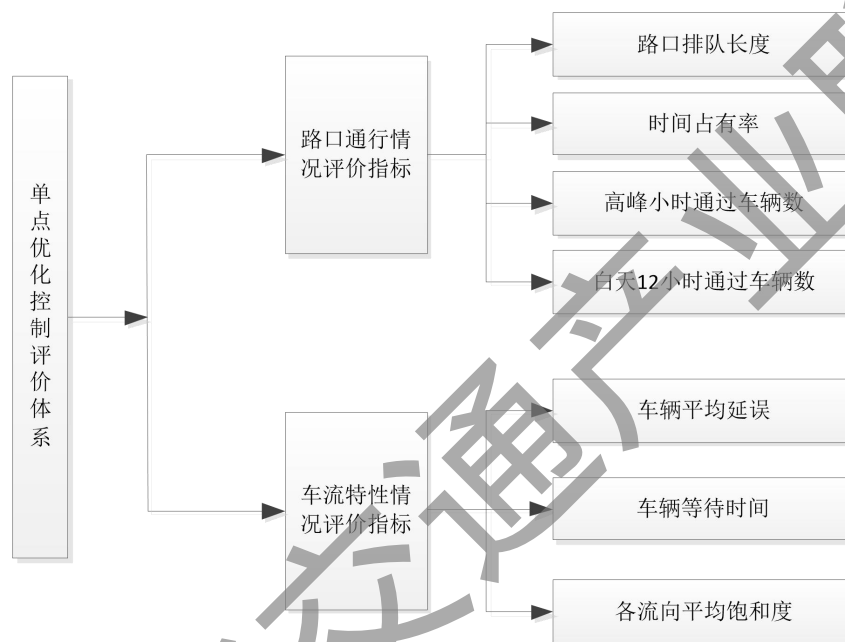 单点优化控制评价体系
路口通行情
况评价指标
路口排队长度
时间占有率
高峰小时通过车辆数
白天12小时通过车辆数
车流特性情
况评价指标
车辆平均延误
车辆等待时间
各流向平均饱和度
交通产业